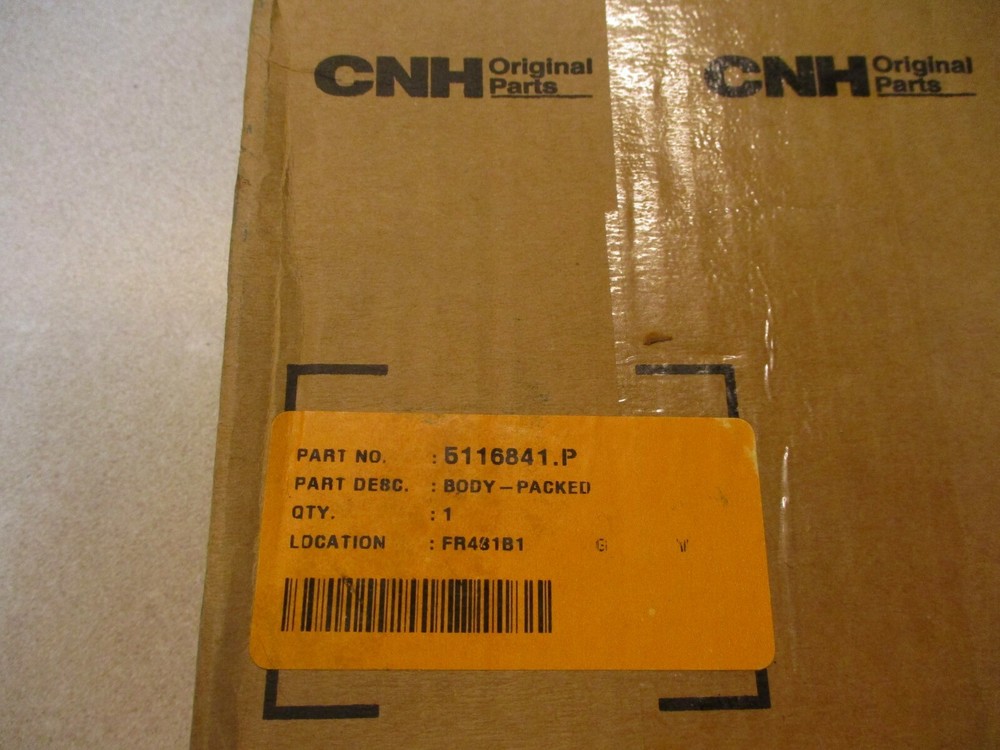 CNH Original Parts CNH Original Parts
PART NO. : 5116841.P
PART DESC. : BODY-PACKED
QTY. : 1
LOCATION : FR431B1 G Y